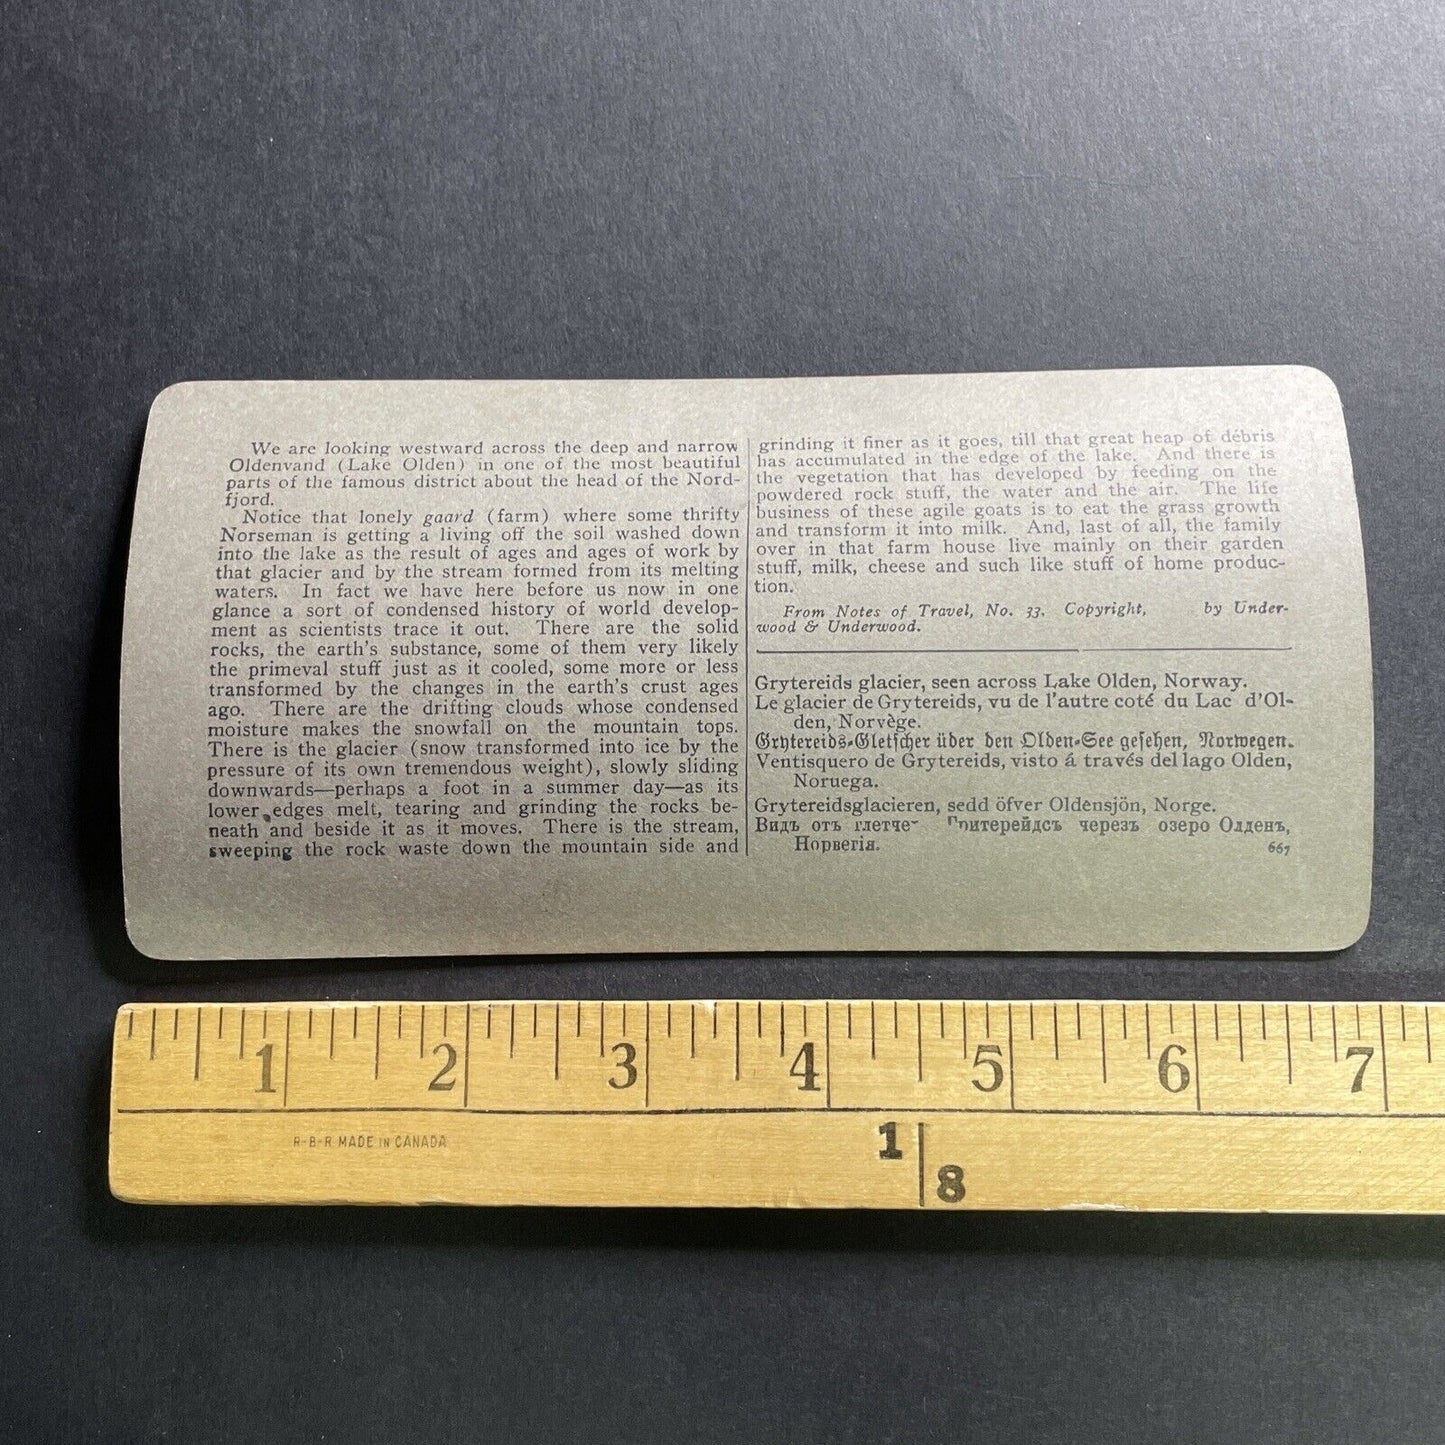 We are looking westward across the deep and narrow
Oldenvand (Lake Olden) in one of the most beautiful
parts of the famous district about the head of the Nord-
fjord.
Notice that lonely gaard (farm) where some thrifty
Norseman is getting a living off the soil washed down
into the lake as the result of ages and ages of work by
that glacier and by the stream formed from its melting
waters. In fact we have here before us now in one
glance a sort of condensed history of world develop-
ment as scientists trace it out. There are the solid
rocks, the earth's substance, some of them very likely
the primeval stuff just as it cooled, some more or less
transformed by the changes in the earth's crust ages
ago. There are the drifting clouds whose condensed
moisture makes the snowfall on the mountain tops.
There is the glacier (snow transformed into ice by the
pressure of its own tremendous weight), slowly sliding
downwards—perhaps a foot in a summer day—as its
lower edges melt, tearing and grinding the rocks be-
neath and beside it as it moves. There is the stream,
sweeping the rock waste down the mountain side and
grinding it finer as it goes, till that great heap of débris
has accumulated in the edge of the lake. And there is
the vegetation that has developed by feeding on the
powdered rock stuff, the water and the air. The life
business of these agile goats is to eat the grass growth
and transform it into milk. And, last of all, the family
over in that farm house live mainly on their garden
stuff, milk, cheese and such like stuff of home produc-
tion.
From Notes of Travel, No. 33. Copyright, by Under-
wood & Underwood.
Grytereids glacier, seen across Lake Olden, Norway.
Le glacier de Grytereids, vu de l'autre coté du Lac d'Ol-
den, Norvège.
Grytereids-Gletscher über den Olden-See gesehen, Norwegen.
Ventisquero de Grytereids, visto á través del lago Olden,
Noruega.
Grytereidsglacieren, sedd öfver Oldensjön, Norge.
Видъ отъ глетче Гритерейдсъ черезъ озеро Олденъ,
Норвегія.
667
1 2 3 4 5 6 7
R-B-R MADE IN CANADA
1
8